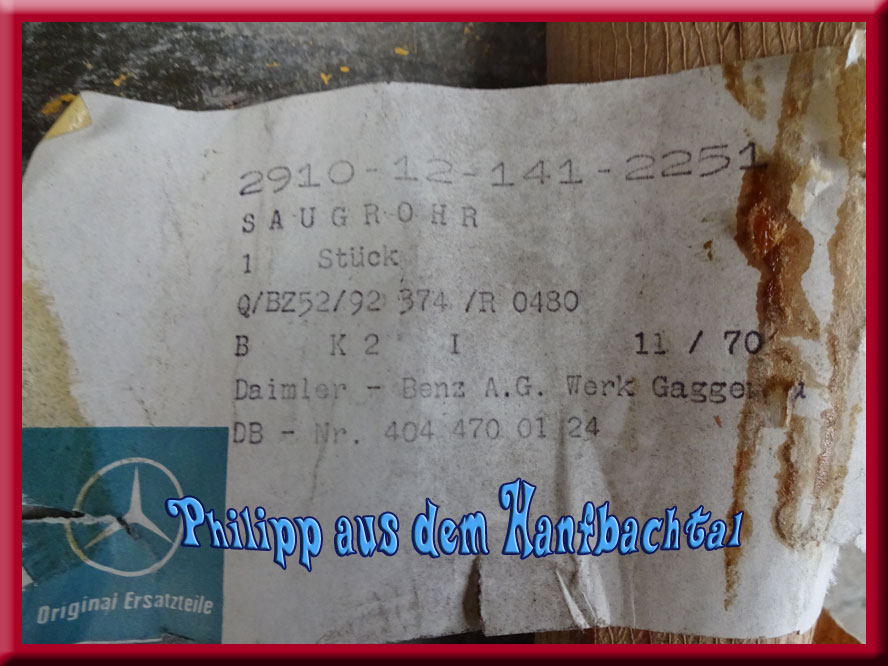 2910-12-141-2251
SAUGROHR
1 Stück
Q/BZ52/92 374 /R 0480
B K 2 I 11 / 70
Daimler - Benz A.G. Werk
DB - Nr. 404 470 01 24
Philipp aus dem Hanfbachtal
Original Ersatzteile